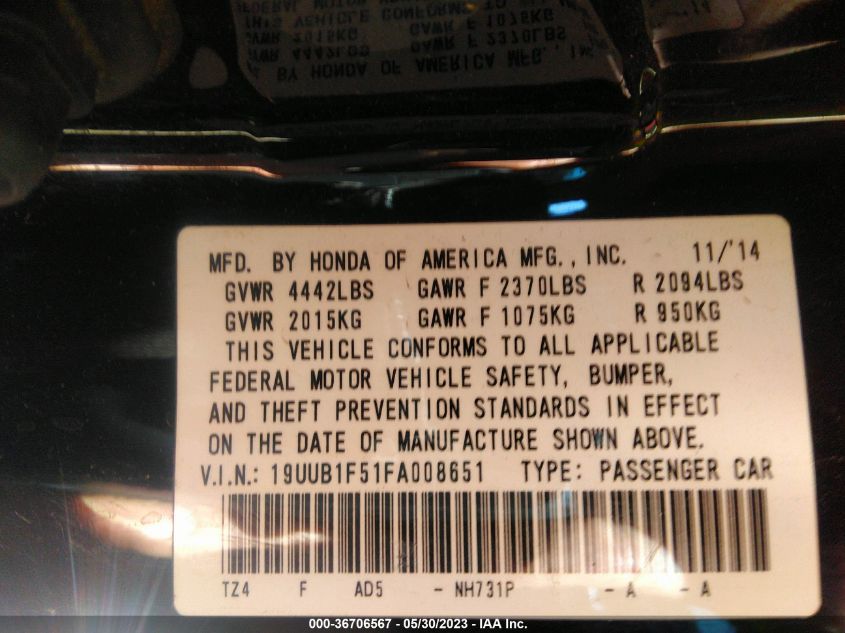 MFD. BY HONDA OF AMERICA MFG., INC. 11/'14
GVWR 4442LBS GAWR F 2370LBS R 2094LBS
GVWR 2015KG GAWR F 1075KG R 950KG
THIS VEHICLE CONFORMS TO ALL APPLICABLE
FEDERAL MOTOR VEHICLE SAFETY, BUMPER,
AND THEFT PREVENTION STANDARDS IN EFFECT
ON THE DATE OF MANUFACTURE SHOWN ABOVE.
V.I.N.: 19UUB1F51FA008651 TYPE: PASSENGER CAR
TZ4 F AD5 - NH731P - A - A
000-36706567 - 05/30/2023 - IAA Inc.